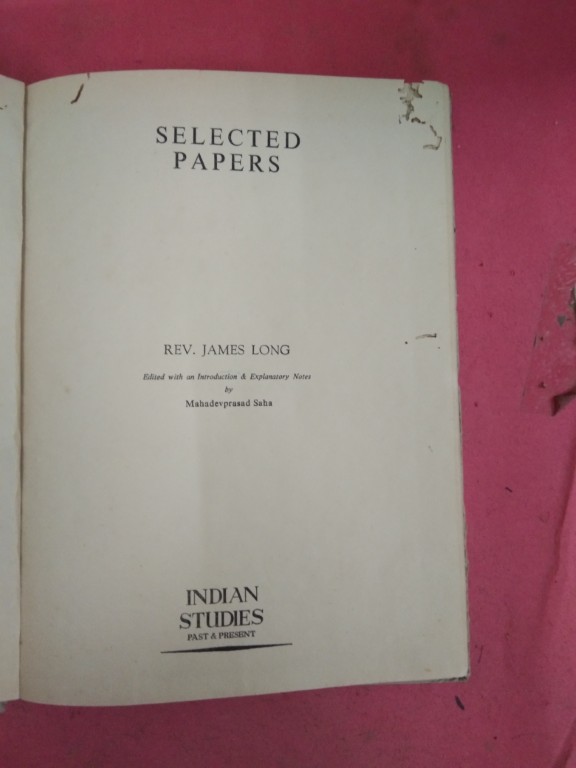 SELECTED
PAPERS
REV. JAMES LONG
Edited with an Introduction & Explanatory Notes
by
Mahadevprasad Saha
INDIAN
STUDIES
PAST & PRESENT